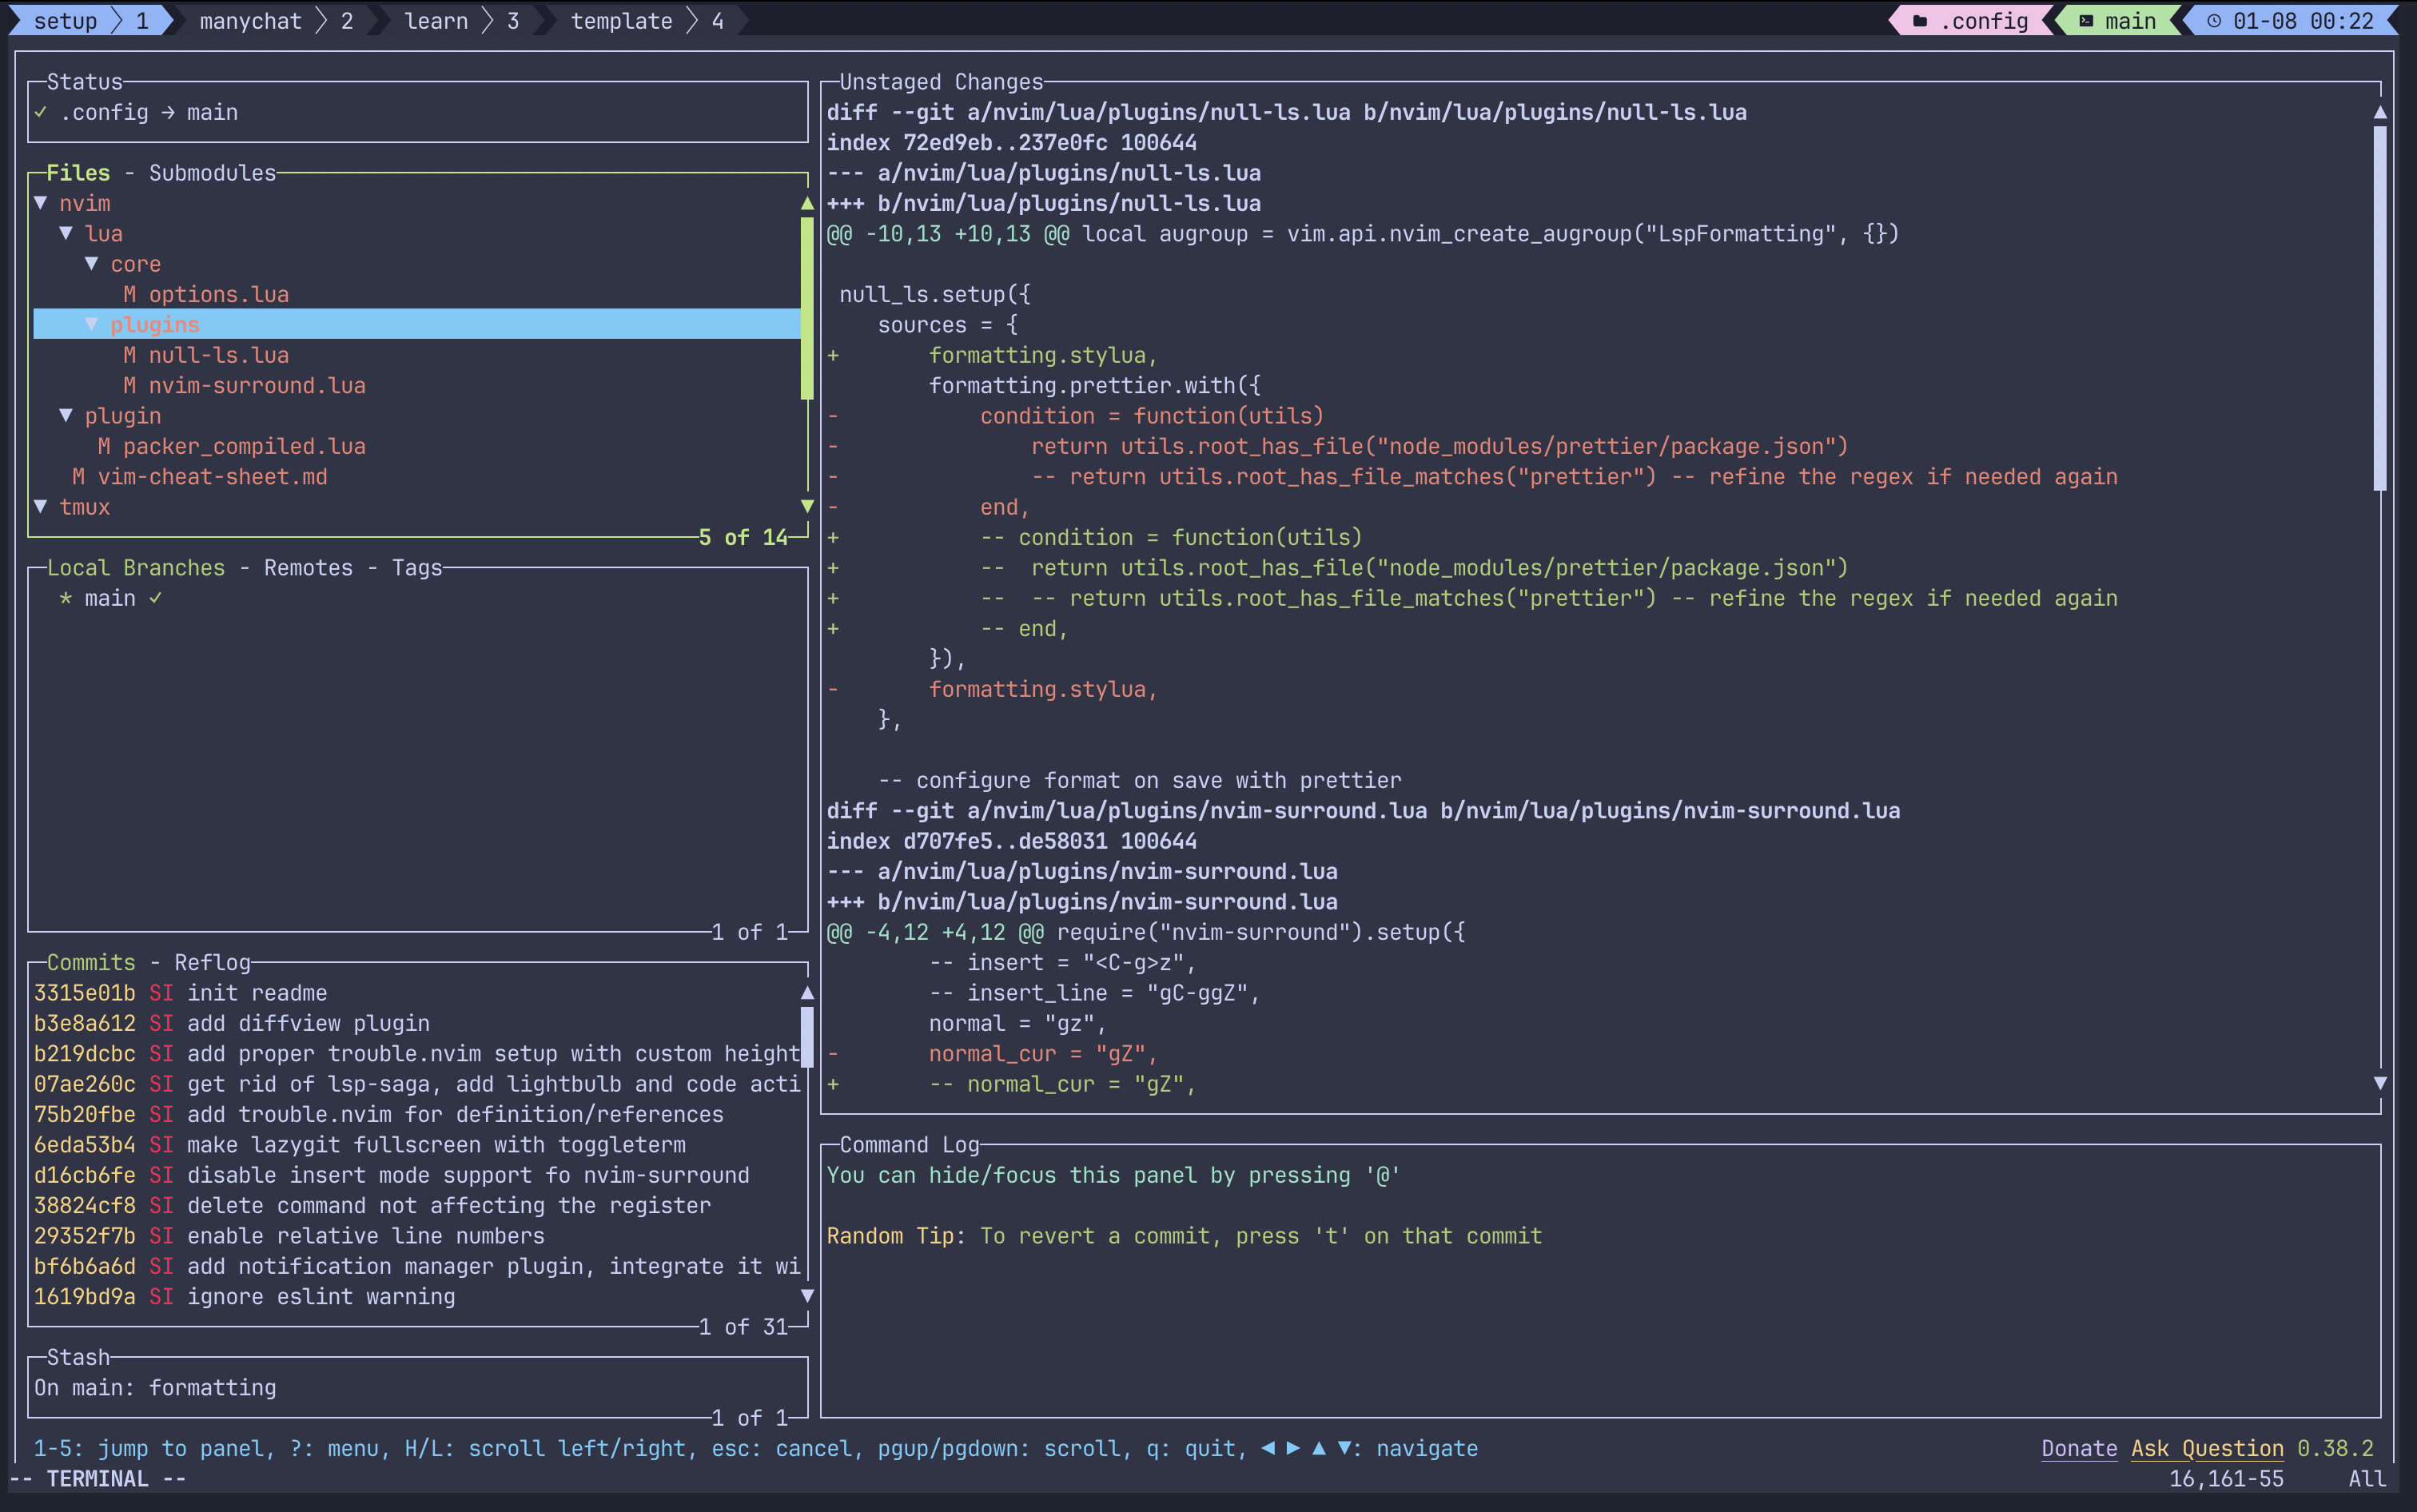 setup 1 manychat 2 learn 3 template 4 .config main 01-08 00:22
Status
✓ .config → main
Files - Submodules
▼ nvim
▼ lua
▼ core
M options.lua
▼ plugins
M null-ls.lua
M nvim-surround.lua
▼ plugin
M packer_compiled.lua
M vim-cheat-sheet.md
▼ tmux
5 of 14
Local Branches - Remotes - Tags
* main ✓
1 of 1
Commits - Reflog
3315e01b SI init readme
b3e8a612 SI add diffview plugin
b219dcbc SI add proper trouble.nvim setup with custom height
07ae260c SI get rid of lsp-saga, add lightbulb and code acti
75b20fbe SI add trouble.nvim for definition/references
6eda53b4 SI make lazygit fullscreen with toggleterm
d16cb6fe SI disable insert mode support fo nvim-surround
38824cf8 SI delete command not affecting the register
29352f7b SI enable relative line numbers
bf6b6a6d SI add notification manager plugin, integrate it wi
1619bd9a SI ignore eslint warning
1 of 31
Stash
On main: formatting
1 of 1
Unstaged Changes
diff --git a/nvim/lua/plugins/null-ls.lua b/nvim/lua/plugins/null-ls.lua
index 72ed9eb..237e0fc 100644
--- a/nvim/lua/plugins/null-ls.lua
+++ b/nvim/lua/plugins/null-ls.lua
@@ -10,13 +10,13 @@ local augroup = vim.api.nvim_create_augroup("LspFormatting", {})
null_ls.setup({
sources = {
+ formatting.stylua,
formatting.prettier.with({
- condition = function(utils)
- return utils.root_has_file("node_modules/prettier/package.json")
- -- return utils.root_has_file_matches("prettier") -- refine the regex if needed again
- end,
+ -- condition = function(utils)
+ -- return utils.root_has_file("node_modules/prettier/package.json")
+ -- -- return utils.root_has_file_matches("prettier") -- refine the regex if needed again
+ -- end,
}),
- formatting.stylua,
},
-- configure format on save with prettier
diff --git a/nvim/lua/plugins/nvim-surround.lua b/nvim/lua/plugins/nvim-surround.lua
index d707fe5..de58031 100644
--- a/nvim/lua/plugins/nvim-surround.lua
+++ b/nvim/lua/plugins/nvim-surround.lua
@@ -4,12 +4,12 @@ require("nvim-surround").setup({
-- insert = "<C-g>z",
-- insert_line = "gC-ggZ",
normal = "gz",
- normal_cur = "gZ",
+ -- normal_cur = "gZ",
Command Log
You can hide/focus this panel by pressing '@'
Random Tip: To revert a commit, press 't' on that commit
1-5: jump to panel, ?: menu, H/L: scroll left/right, esc: cancel, pgup/pgdown: scroll, q: quit, ◀ ▶ ▲ ▼: navigate Donate Ask Question 0.38.2
-- TERMINAL -- 16,161-55 All